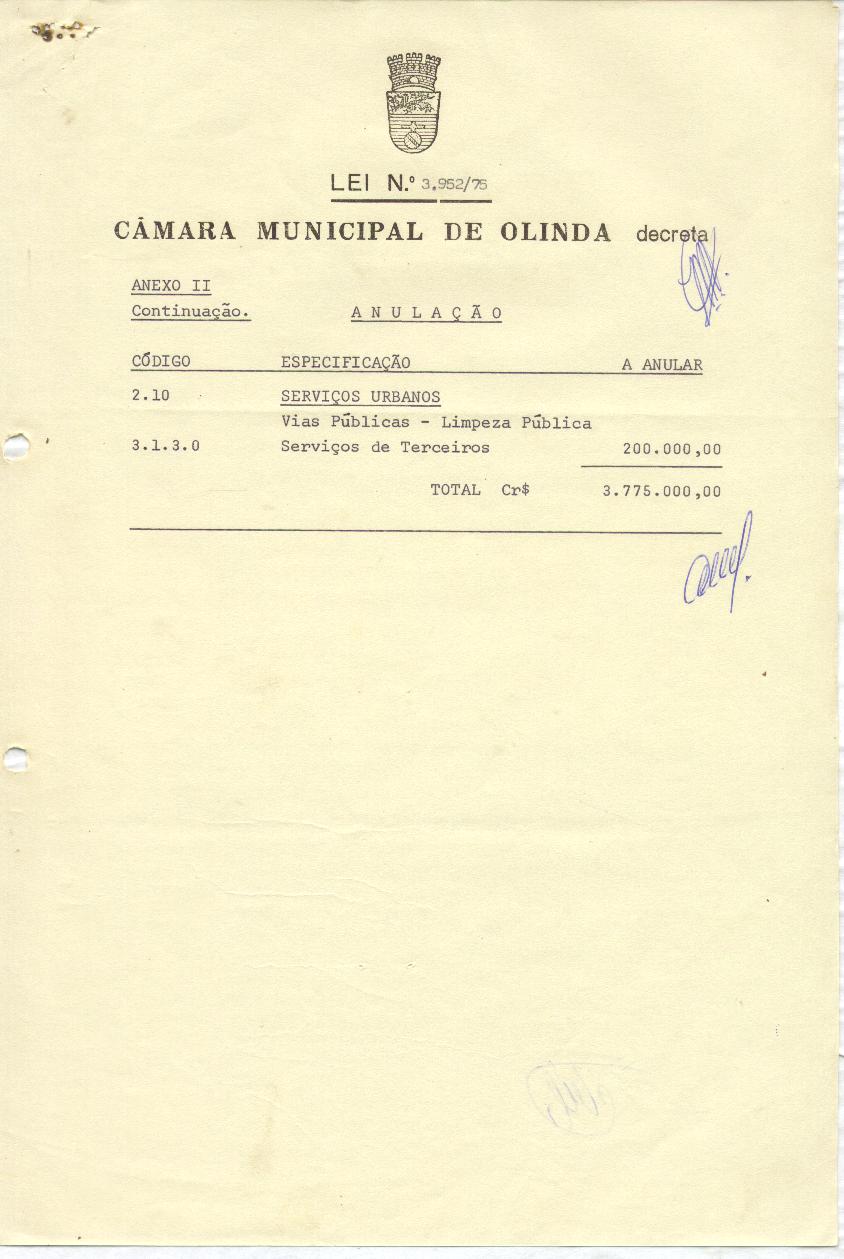 LEI N.º 3.952/75
CÂMARA MUNICIPAL DE OLINDA decreta
ANEXO II
Continuação. ANULAÇÃO
CÓDIGO ESPECIFICAÇÃO A ANULAR
2.10 SERVIÇOS URBANOS
Vias Públicas - Limpeza Pública
3.1.3.0 Serviços de Terceiros 200.000,00
TOTAL Cr$ 3.775.000,00